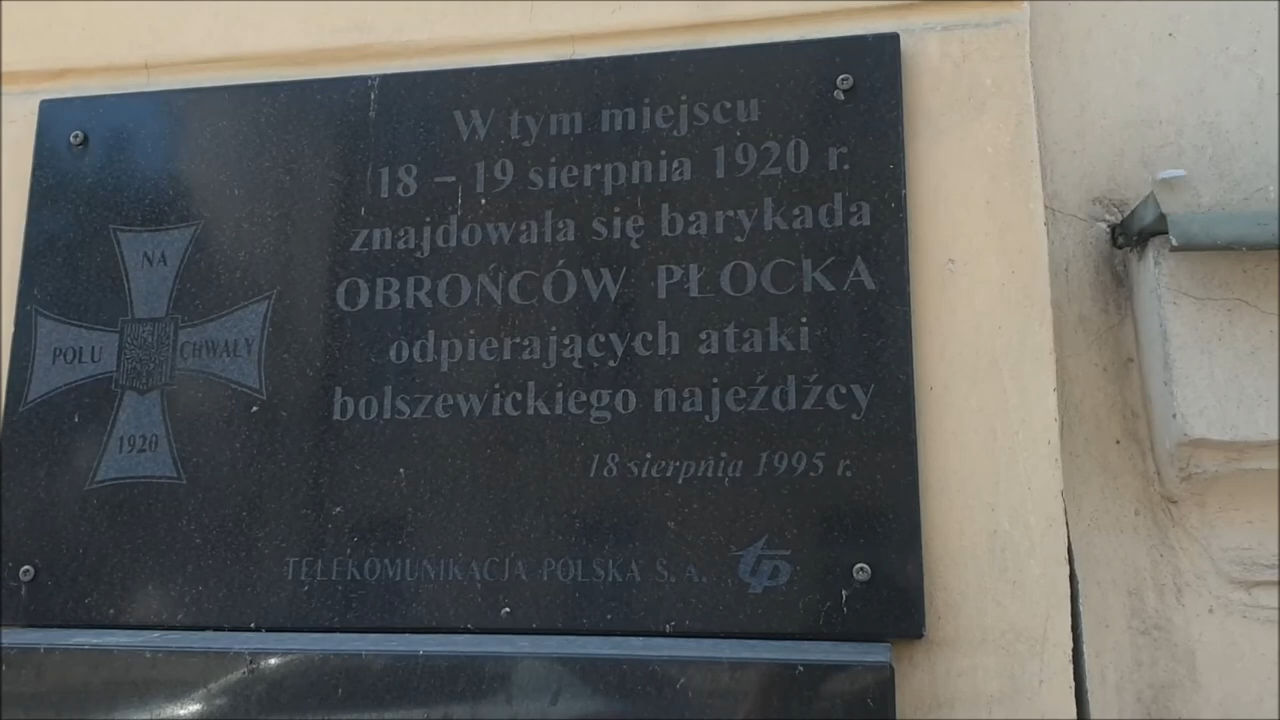 W tym miejscu
18 – 19 sierpnia 1920 r.
znajdowała się barykada
OBROŃCÓW PŁOCKA
odpierających ataki
bolszewickiego najeźdźcy
18 sierpnia 1995 r.
NA
POLU CHWAŁY
1920
TELEKOMUNIKACJA POLSKA S. A. tp